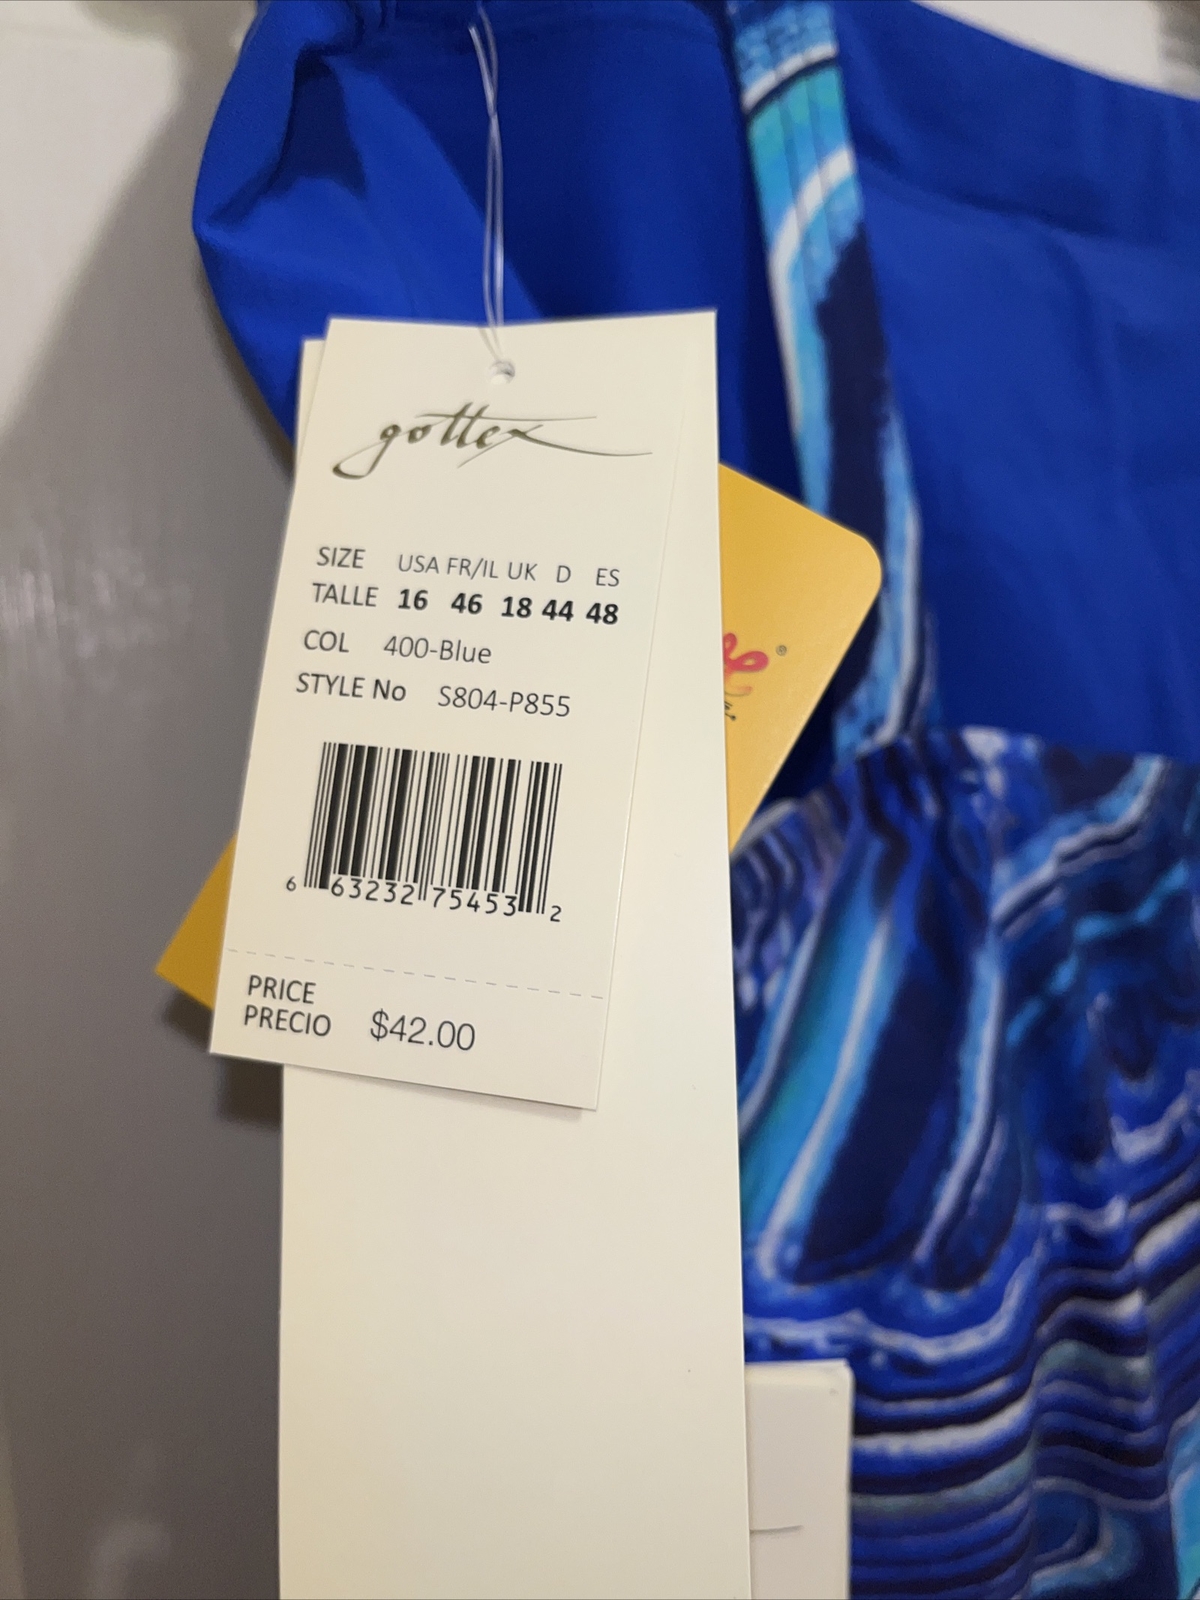 gottex
SIZE USA FR/IL UK D ES
TALLE 16 46 18 44 48
COL 400-Blue
STYLE No S804-P855
6 63232 75453 2
PRICE
PRECIO $42.00
®